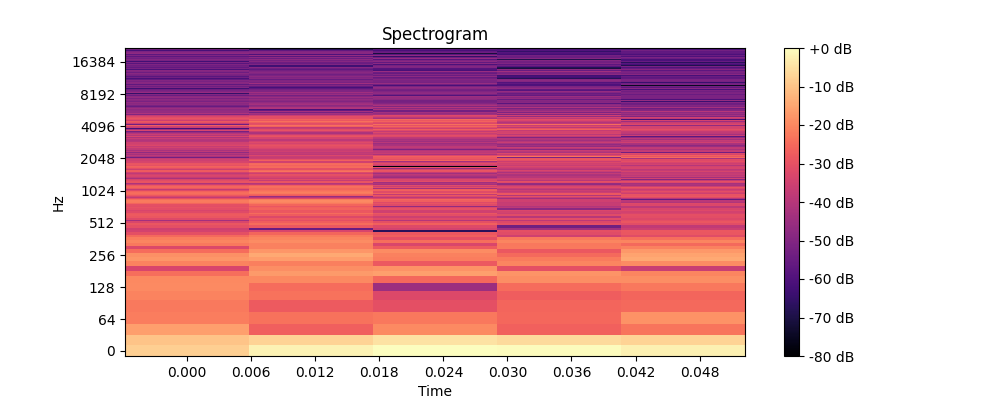 Spectrogram
Hz
16384
8192
4096
2048
1024
512
256
128
64
0
0.000 0.006 0.012 0.018 0.024 0.030 0.036 0.042 0.048
Time
+0 dB
-10 dB
-20 dB
-30 dB
-40 dB
-50 dB
-60 dB
-70 dB
-80 dB